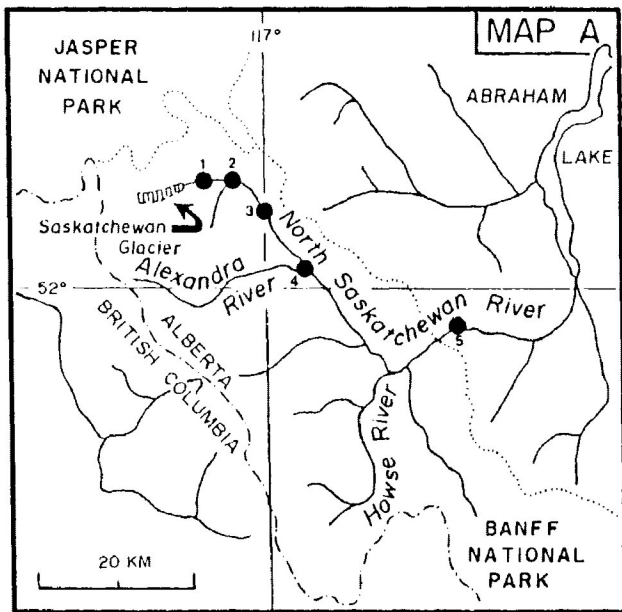 MAP A
117°
JASPER
NATIONAL
PARK
ABRAHAM
LAKE
1
2
3
Saskatchewan
Glacier
North Saskatchewan River
Alexandra
River
4
52°
5
ALBERTA
BRITISH COLUMBIA
Howse River
BANFF
NATIONAL
PARK
20 KM